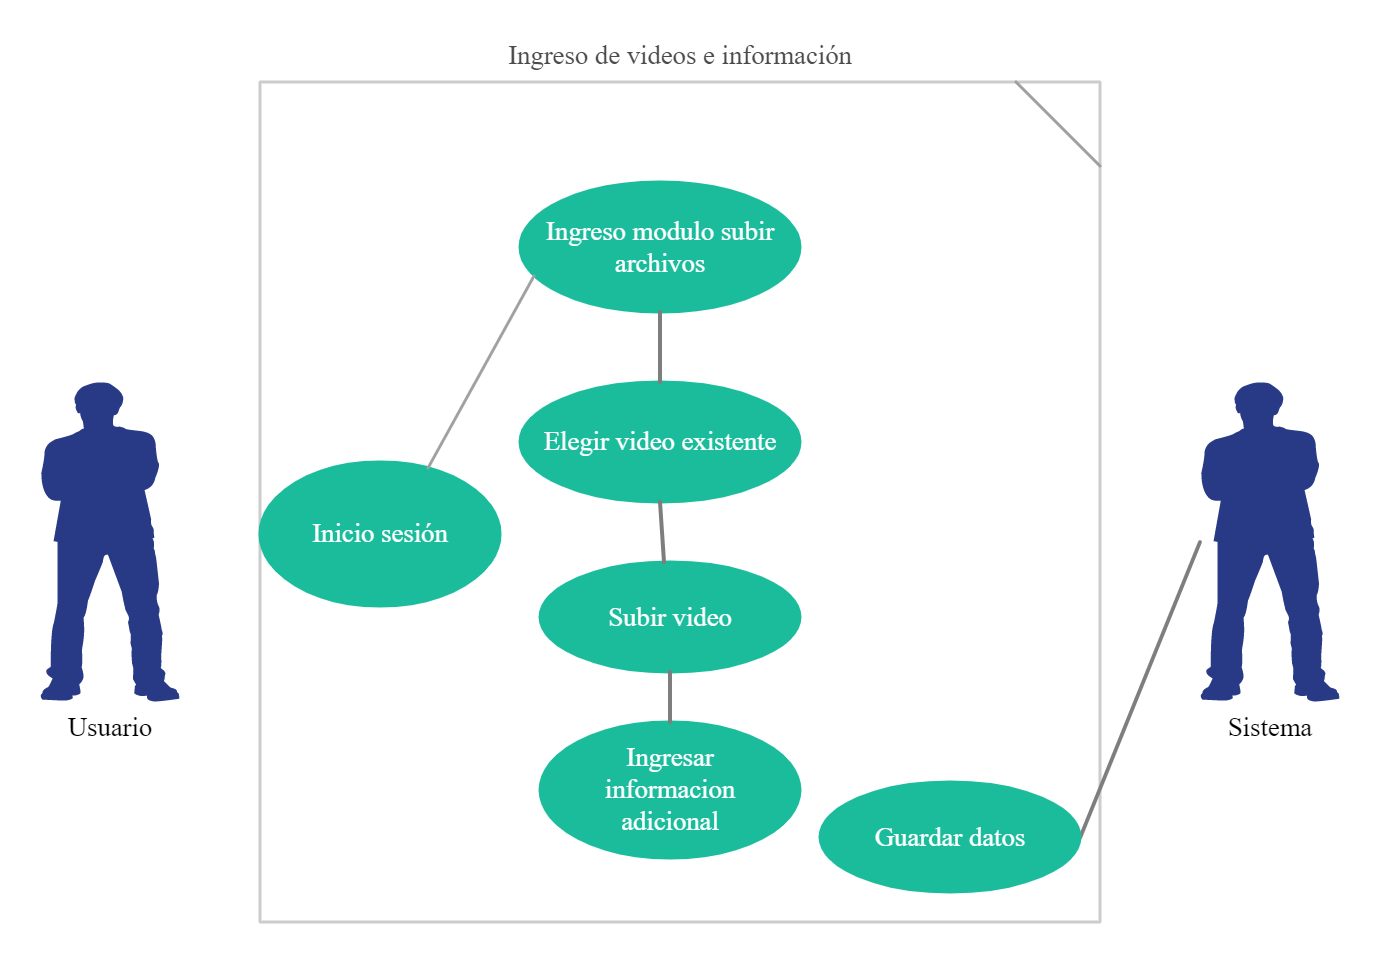 Ingreso de videos e información
Ingreso modulo subir
archivos
Elegir video existente
Inicio sesión
Subir video
Ingresar
informacion
adicional
Guardar datos
Usuario
Sistema